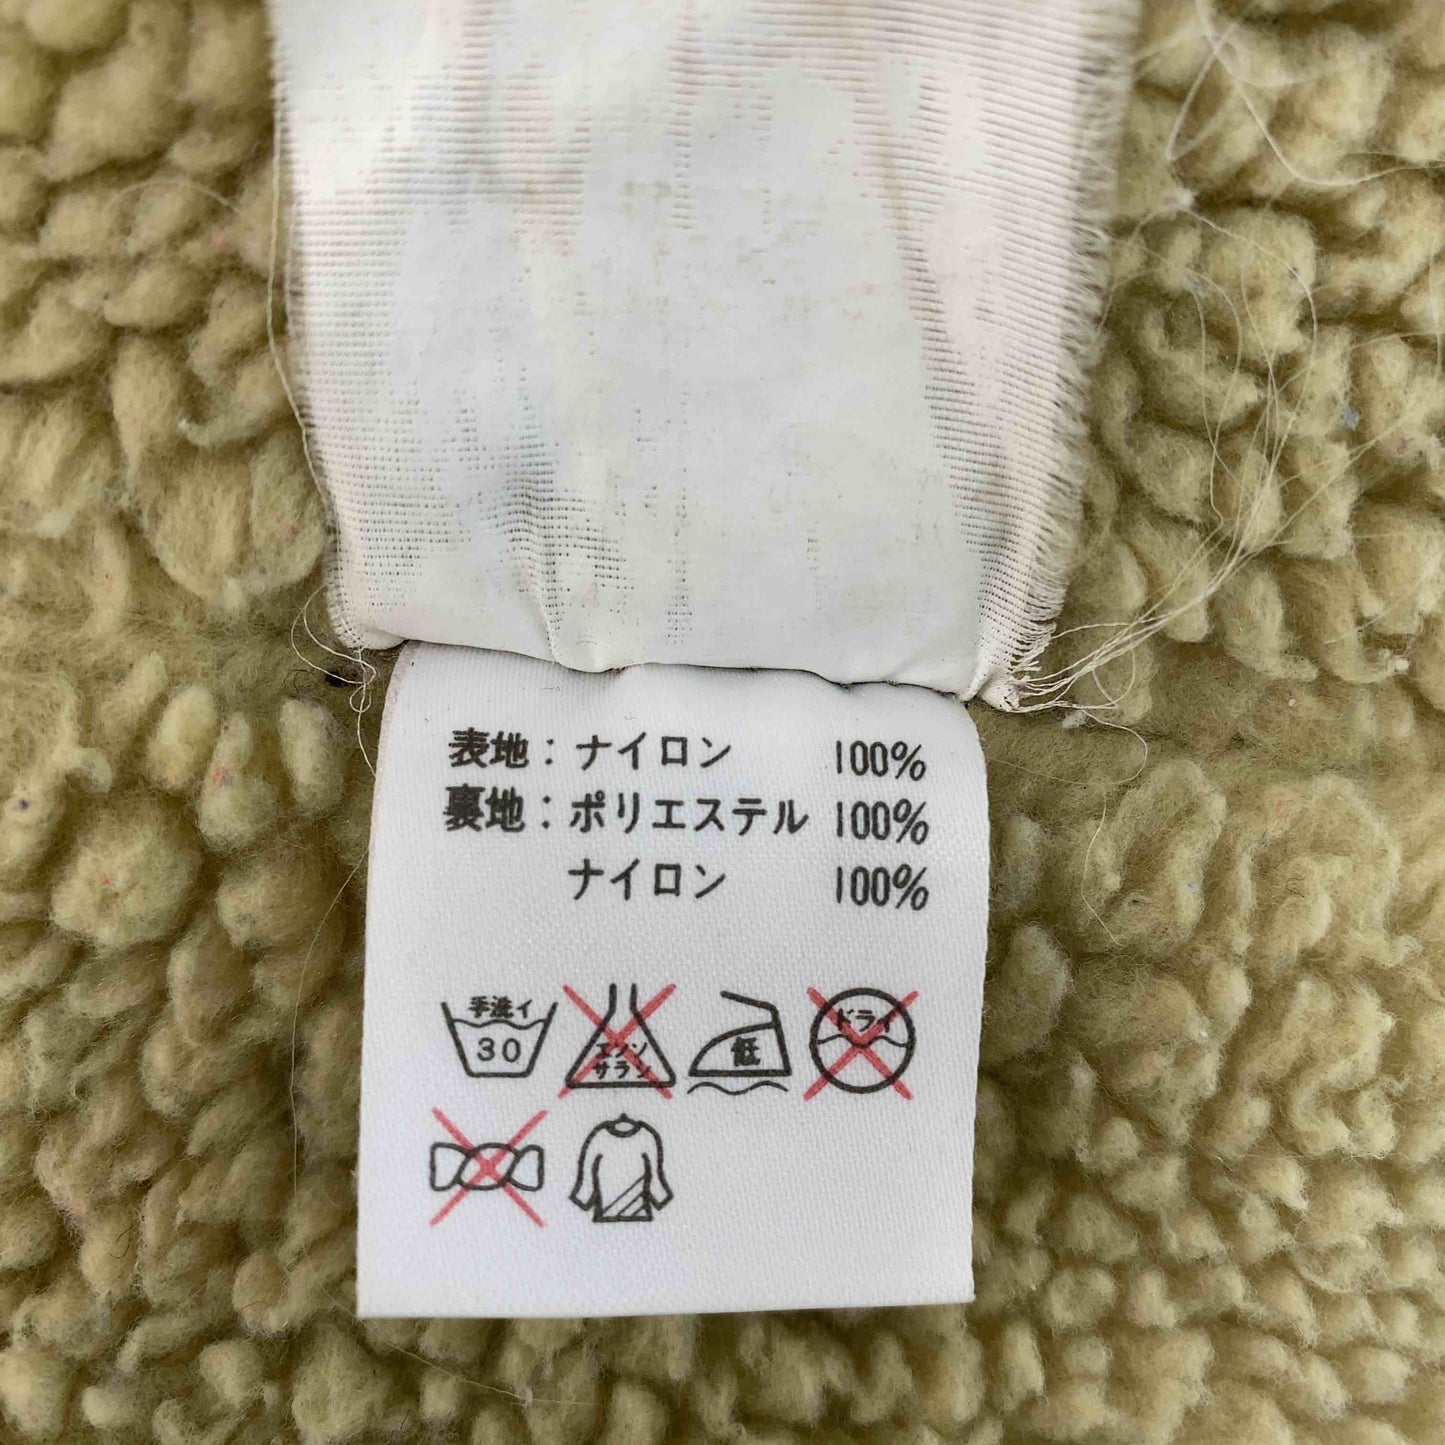 表地：ナイロン 100%
裏地：ポリエステル 100%
ナイロン 100%
手洗イ
30
エンソ
サラシ
低
ドライ